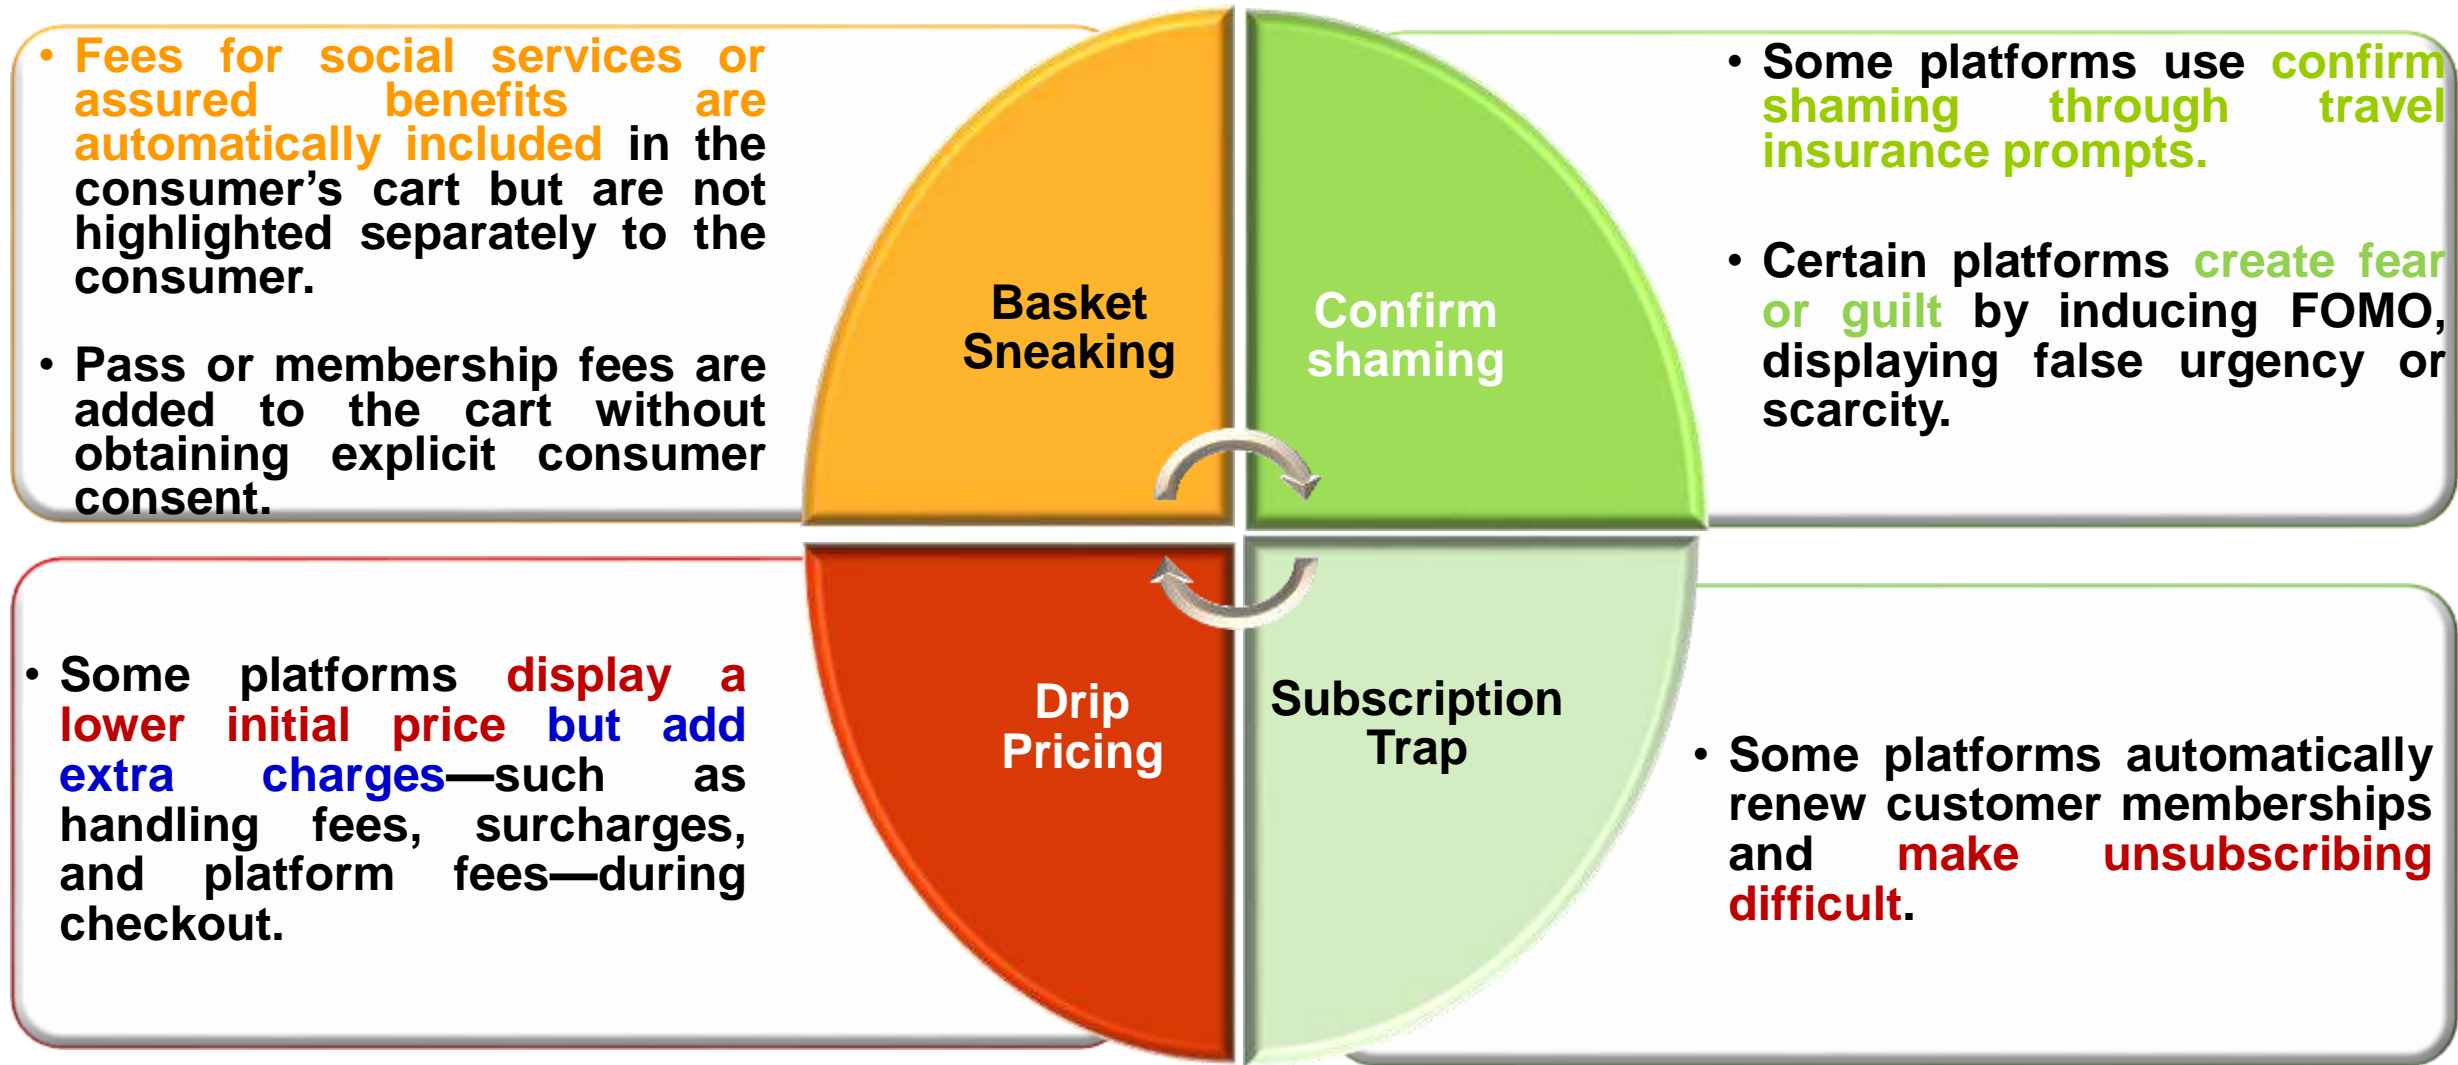 • Fees for social services or
assured benefits are
automatically included in the
consumer’s cart but are not
highlighted separately to the
consumer.
• Pass or membership fees are
added to the cart without
obtaining explicit consumer
consent.
Basket
Sneaking
Confirm
shaming
• Some platforms use confirm
shaming through travel
insurance prompts.
• Certain platforms create fear
or guilt by inducing FOMO,
displaying false urgency or
scarcity.
• Some platforms display a
lower initial price but add
extra charges—such as
handling fees, surcharges,
and platform fees—during
checkout.
Drip
Pricing
Subscription
Trap
• Some platforms automatically
renew customer memberships
and make unsubscribing
difficult.